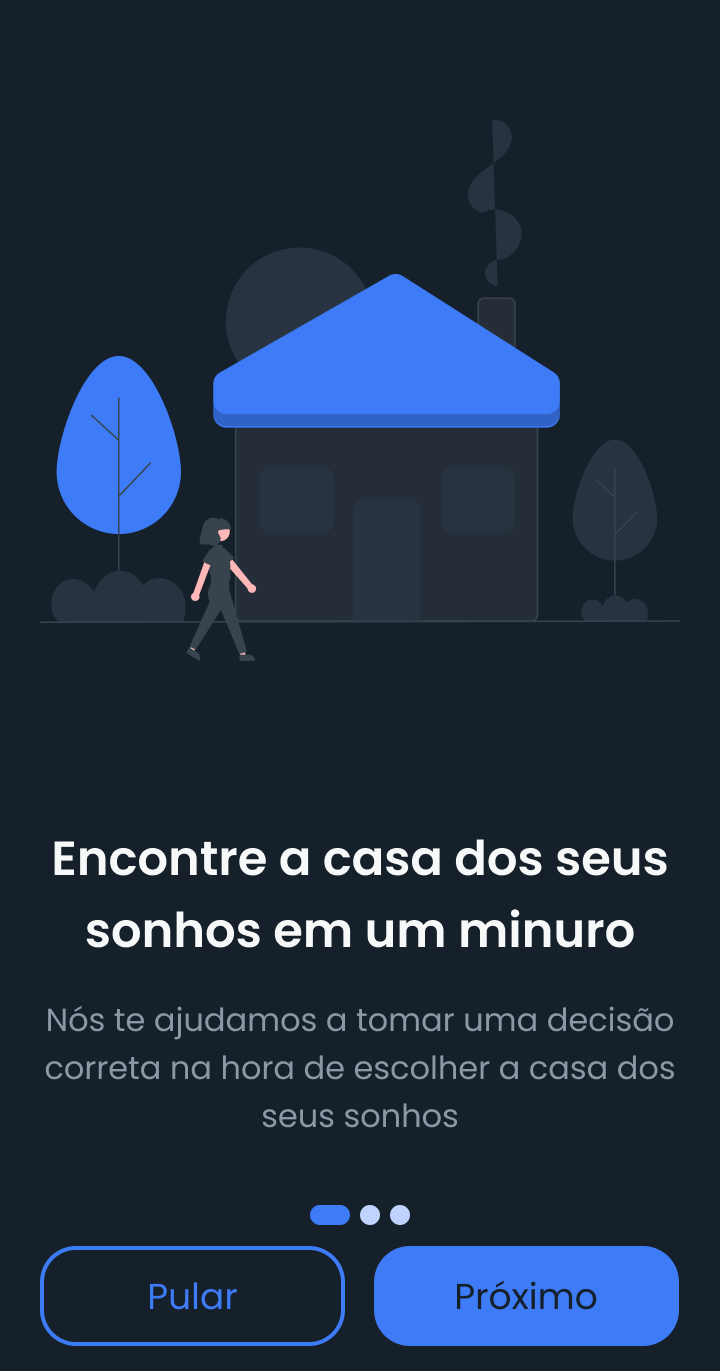 Encontre a casa dos seus
sonhos em um minuro
Nós te ajudamos a tomar uma decisão
correta na hora de escolher a casa dos
seus sonhos
Pular
Próximo